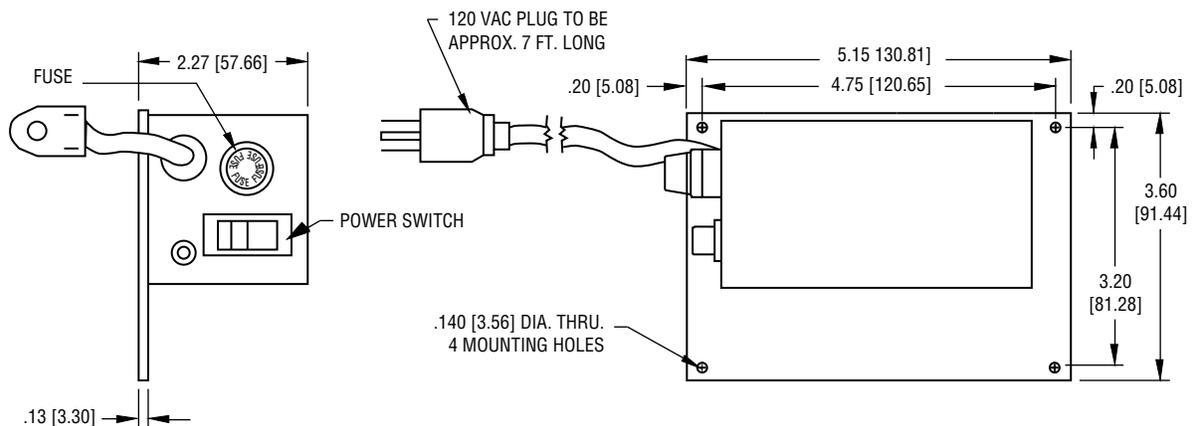 120 VAC PLUG TO BE
APPROX. 7 FT. LONG
2.27 [57.66]
FUSE
5.15 130.81]
4.75 [120.65]
.20 [5.08]
.20 [5.08]
FUSE FUSE FUSE FUSE
POWER SWITCH
3.60
[91.44]
3.20
[81.28]
.140 [3.56] DIA. THRU.
4 MOUNTING HOLES
.13 [3.30]